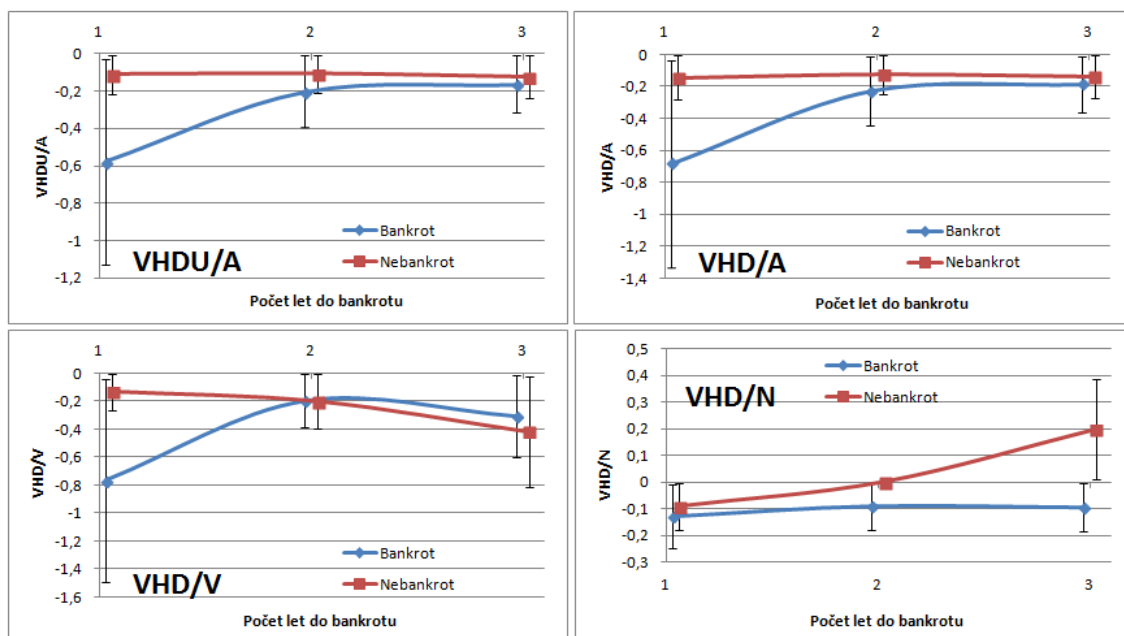 1 2 3
0
-0,2
-0,4
-0,6
-0,8
-1
-1,2
VHDU/A
Bankrot
Nebankrot
VHDU/A
Počet let do bankrotu
1 2 3
0
-0,2
-0,4
-0,6
-0,8
-1
-1,2
-1,4
VHD/A
Bankrot
Nebankrot
VHD/A
Počet let do bankrotu
1 2 3
0
-0,2
-0,4
-0,6
-0,8
-1
-1,2
-1,4
-1,6
VHD/V
Bankrot
Nebankrot
VHD/V
Počet let do bankrotu
0,5
0,4
0,3
0,2
0,1
0
-0,1
-0,2
-0,3
VHD/N
Bankrot
Nebankrot
VHD/N
1 2 3
Počet let do bankrotu